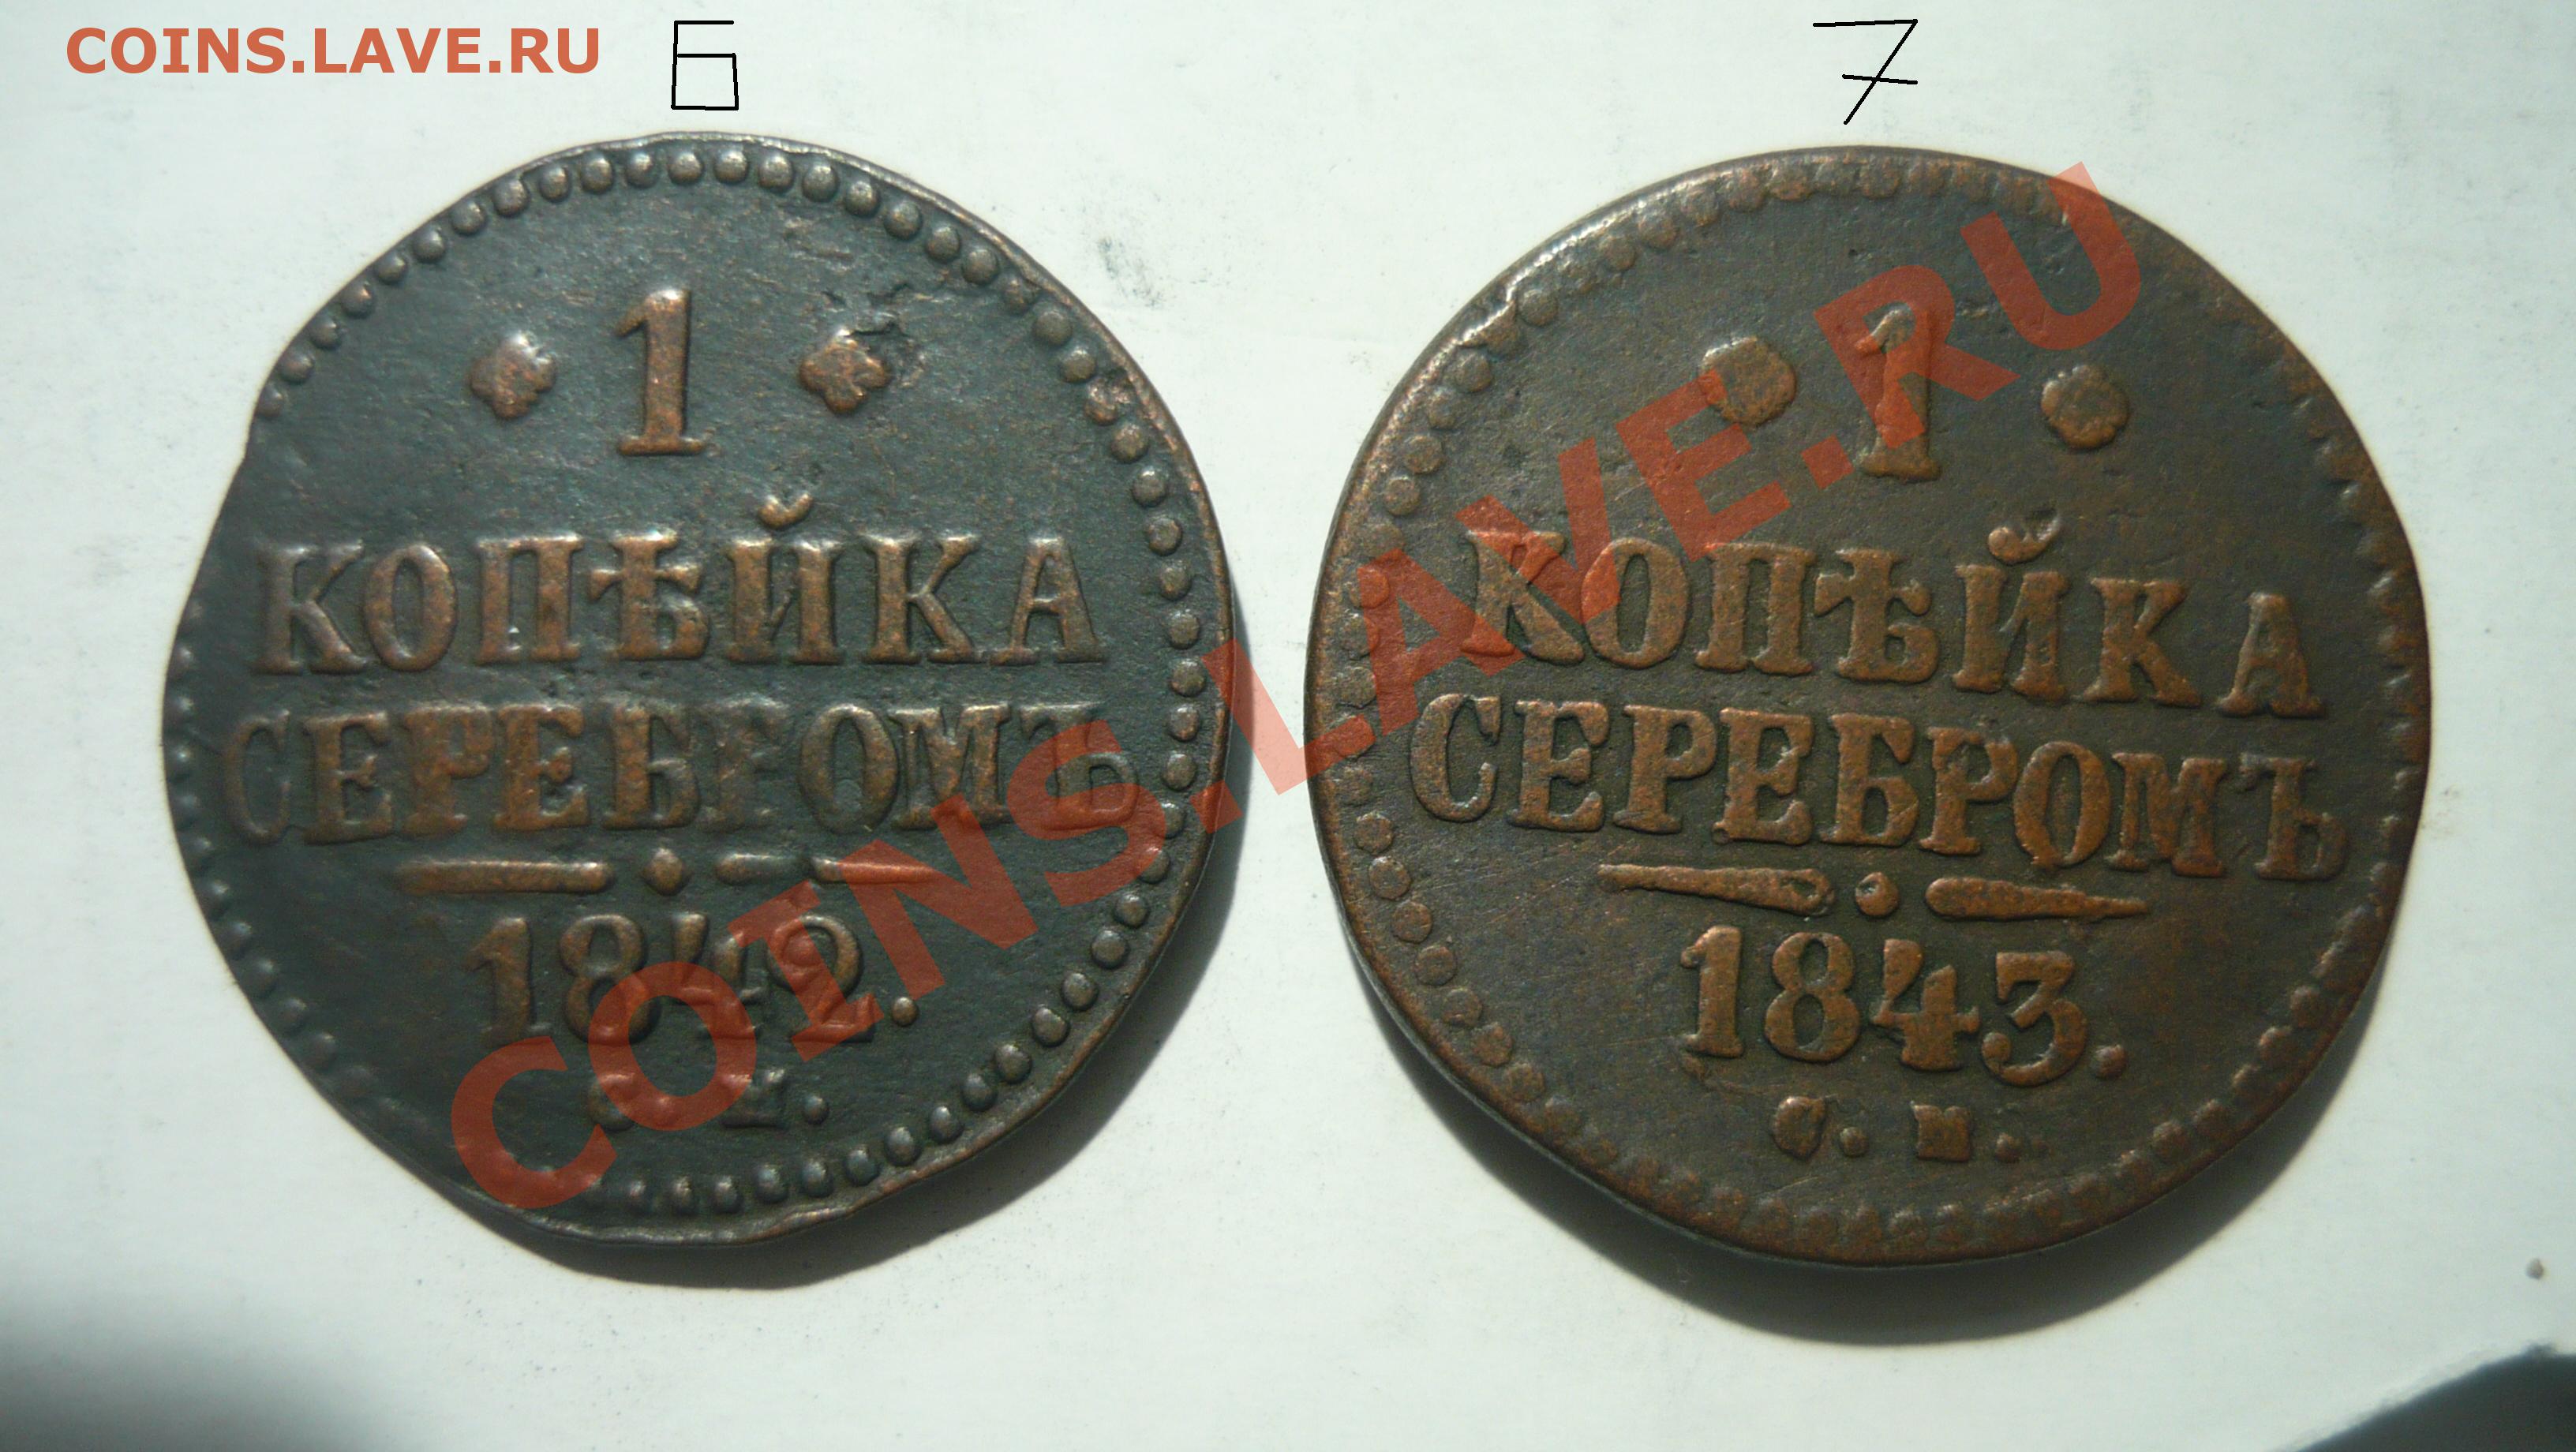 COINS.LAVE.RU
6
7
1
КОПѢЙКА
СЕРЕБРОМЪ
1842.
1
КОПѢЙКА
СЕРЕБРОМЪ
1843.
С. М.
COINS.LAVE.RU